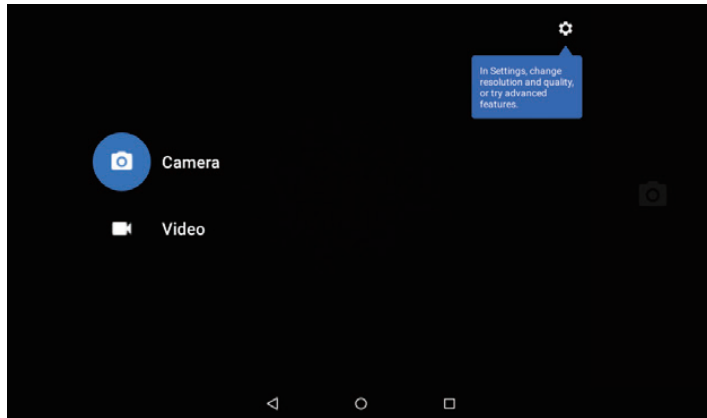 In Settings, change
resolution and quality,
or try advanced
features.
Camera
Video